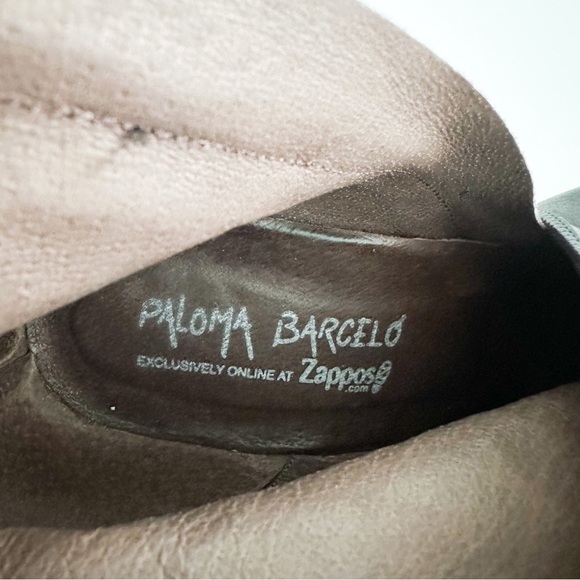 PALOMA BARCELÓ
EXCLUSIVELY ONLINE AT Zappos
.com